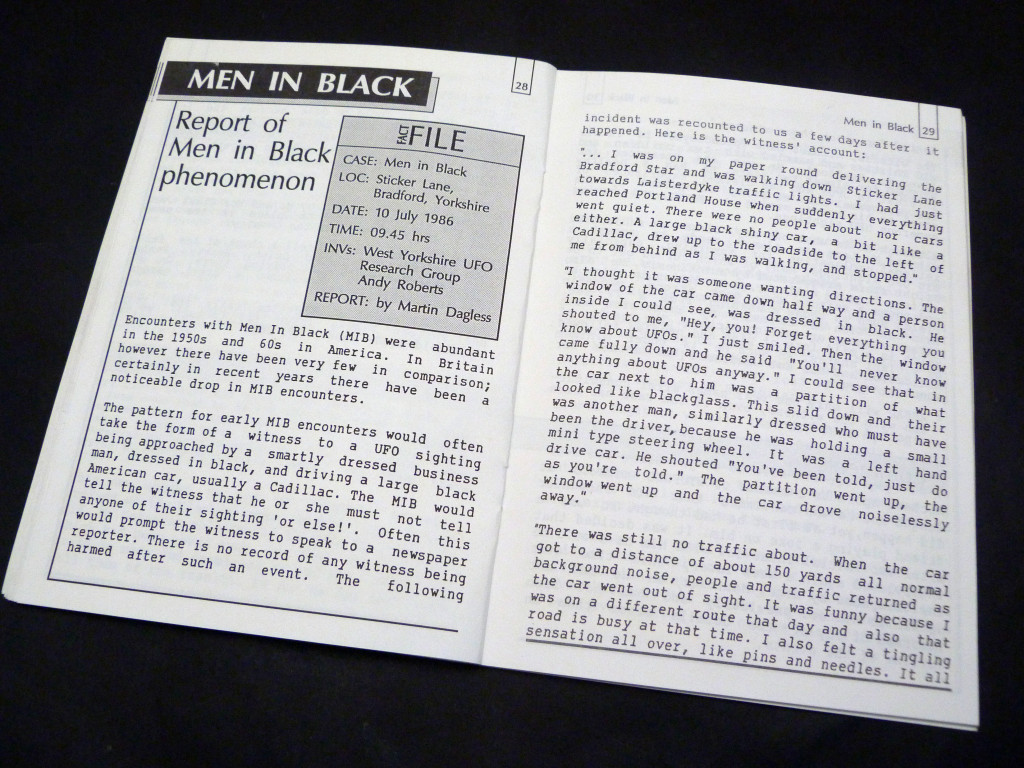 28
MEN IN BLACK
Report of
Men in Black
phenomenon
FACT FILE
CASE: Men in Black
LOC: Sticker Lane,
Bradford, Yorkshire
DATE: 10 July 1986
TIME: 09.45 hrs
INVs: West Yorkshire UFO
Research Group
Andy Roberts
REPORT: by Martin Dagless
Encounters with Men In Black (MIB) were abundant
in the 1950s and 60s in America. In Britain
however there have been very few in comparison;
certainly in recent years there have been a
noticeable drop in MIB encounters.
The pattern for early MIB encounters would often
take the form of a witness to a UFO sighting
being approached by a smartly dressed business
man, dressed in black, and driving a large black
American car, usually a Cadillac. The MIB would
tell the witness that he or she must not tell
anyone of their sighting 'or else!'. Often this
would prompt the witness to speak to a newspaper
reporter. There is no record of any witness being
harmed after such an event. The following
Men in Black 29
incident was recounted to us a few days after it
happened. Here is the witness' account:
"... I was on my paper round delivering the
Bradford Star and was walking down Sticker Lane
towards Laisterdyke traffic lights. I had just
reached Portland House when suddenly everything
went quiet. There were no people about nor cars
either. A large black shiny car, a bit like a
Cadillac, drew up to the roadside to the left of
me from behind as I was walking, and stopped."
"I thought it was someone wanting directions. The
window of the car came down half way and a person
inside I could see, was dressed in black. He
shouted to me, "Hey, you! Forget everything you
know about UFOs." I just smiled. Then the window
came fully down and he said "You'll never know
anything about UFOs anyway." I could see that in
the car next to him was a partition of what
looked like blackglass. This slid down and their
was another man, similarly dressed who must have
been the driver, because he was holding a small
mini type steering wheel. It was a left hand
drive car. He shouted "You've been told, just do
as you're told." The partition went up, the
window went up and the car drove noiselessly
away."
"There was still no traffic about. When the car
got to a distance of about 150 yards all normal
background noise, people and traffic returned as
the car went out of sight. It was funny because I
was on a different route that day and also that
road is busy at that time. I also felt a tingling
sensation all over, like pins and needles. It all